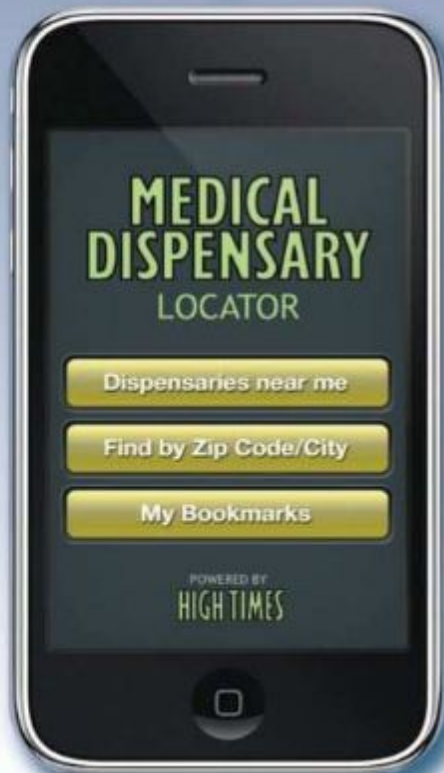 MEDICAL
DISPENSARY
LOCATOR
Dispensaries near me
Find by Zip Code/City
My Bookmarks
POWERED BY
HIGH TIMES